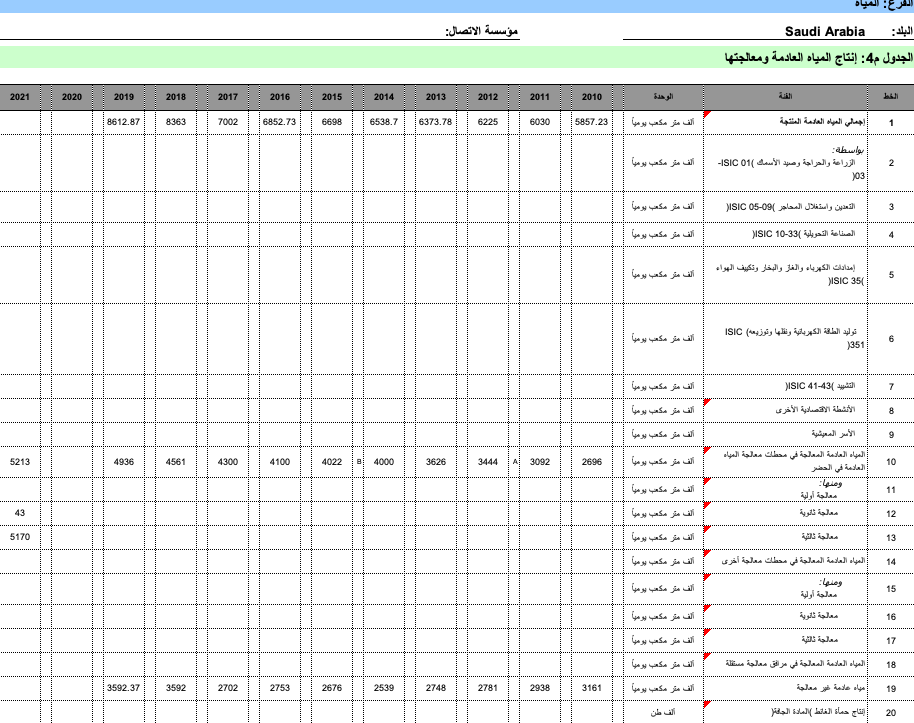 الفرع: المياه
البلد: Saudi Arabia مؤسسة الاتصال:
الجدول م4: إنتاج المياه العادمة ومعالجتها
الخط الفئة الوحدة 2010 2011 2012 2013 2014 2015 2016 2017 2018 2019 2020 2021
1 إجمالي المياه العادمة المنتجة ألف متر مكعب يومياً 5857.23 6030 6225 6373.78 6538.7 6698 6852.73 7002 8363 8612.87
بواسطة:
2 الزراعة والحراجة وصيد الأسماك )ISIC 01- ألف متر مكعب يومياً
03(
3 التعدين واستغلال المحاجر )ISIC 05-09( ألف متر مكعب يومياً
4 الصناعة التحويلية )ISIC 10-33( ألف متر مكعب يومياً
5 إمدادات الكهرباء والغاز والبخار وتكييف الهواء ألف متر مكعب يومياً
)ISIC 35(
6 توليد الطاقة الكهربائية ونقلها وتوزيعه) ISIC ألف متر مكعب يومياً
351(
7 التشييد )ISIC 41-43( ألف متر مكعب يومياً
8 الأنشطة الاقتصادية الأخرى ألف متر مكعب يومياً
9 الأسر المعيشية ألف متر مكعب يومياً
10 المياه العادمة المعالجة في محطات معالجة المياه ألف متر مكعب يومياً 2696 3092 A 3444 3626 4000 B 4022 4100 4300 4561 4936 5213
العادمة في الحضر
ومنها:
11 معالجة أولية ألف متر مكعب يومياً
12 معالجة ثانوية ألف متر مكعب يومياً 43
13 معالجة ثالثية ألف متر مكعب يومياً 5170
14 المياه العادمة المعالجة في محطات معالجة أخرى ألف متر مكعب يومياً
ومنها:
15 معالجة أولية ألف متر مكعب يومياً
16 معالجة ثانوية ألف متر مكعب يومياً
17 معالجة ثالثية ألف متر مكعب يومياً
18 المياه العادمة المعالجة في مرافق معالجة مستقلة ألف متر مكعب يومياً
19 مياه عادمة غير معالجة ألف متر مكعب يومياً 3161 2938 2781 2748 2539 2676 2753 2702 3592 3592.37
20 إنتاج حمأة الغائط )المادة الجافة( ألف طن